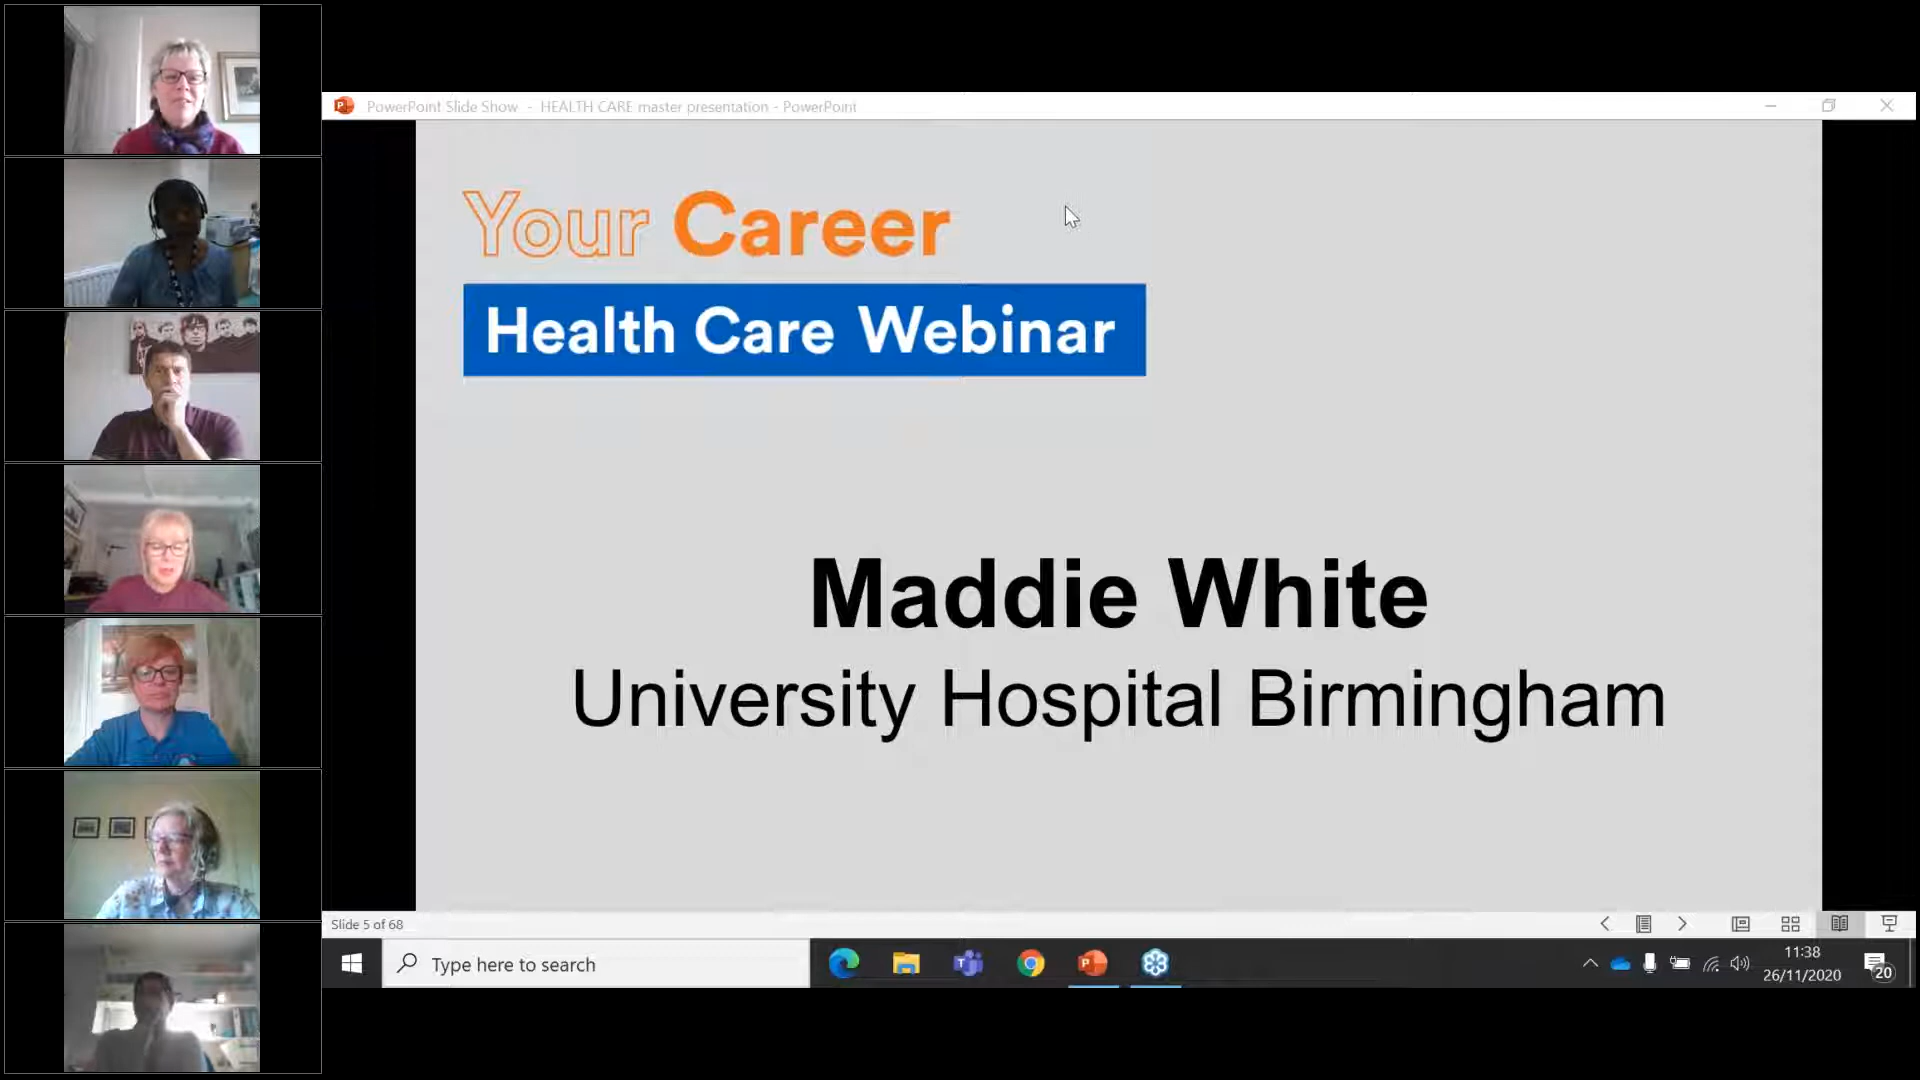 PowerPoint Slide Show - HEALTH CARE master presentation - PowerPoint
Your Career
Health Care Webinar
Maddie White
University Hospital Birmingham
Slide 5 of 68
Type here to search
11:38
26/11/2020
20